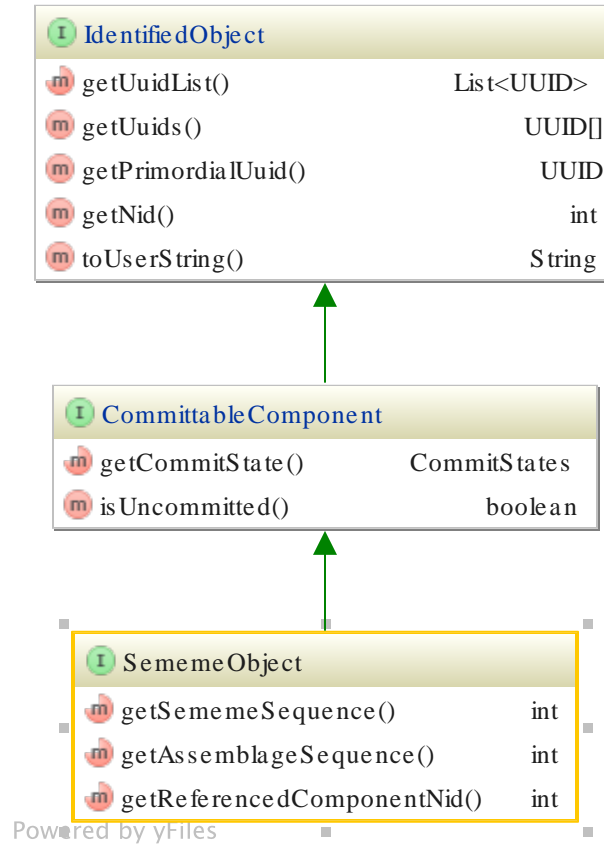 I IdentifiedObject
m getUuidList() List<UUID>
m getUuids() UUID[]
m getPrimordialUuid() UUID
m getNid() int
m toUserString() String
I CommittableComponent
m getCommitState() CommitStates
m isUncommitted() boolean
I SememeObject
m getSememeSequence() int
m getAssemblageSequence() int
m getReferencedComponentNid() int
Powered by yFiles